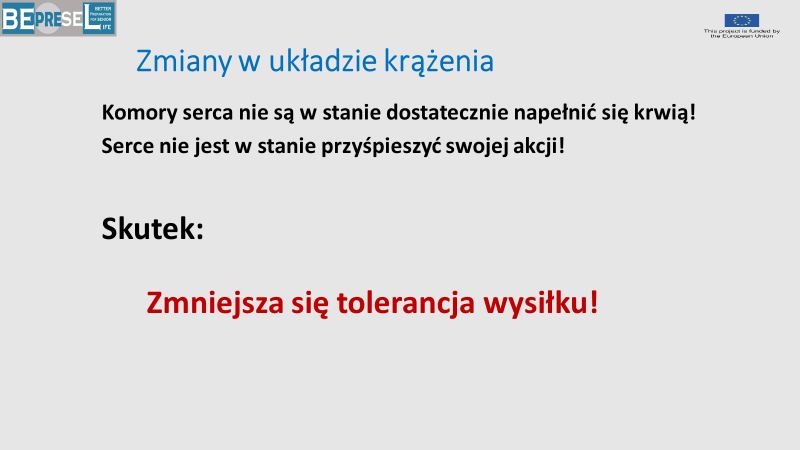 BEPRESEL
BETTER
PREPARATION
FOR SENIOR
LIFE
This project is funded by
the European Union
Zmiany w układzie krążenia
Komory serca nie są w stanie dostatecznie napełnić się krwią!
Serce nie jest w stanie przyśpieszyć swojej akcji!
Skutek:
Zmniejsza się tolerancja wysiłku!